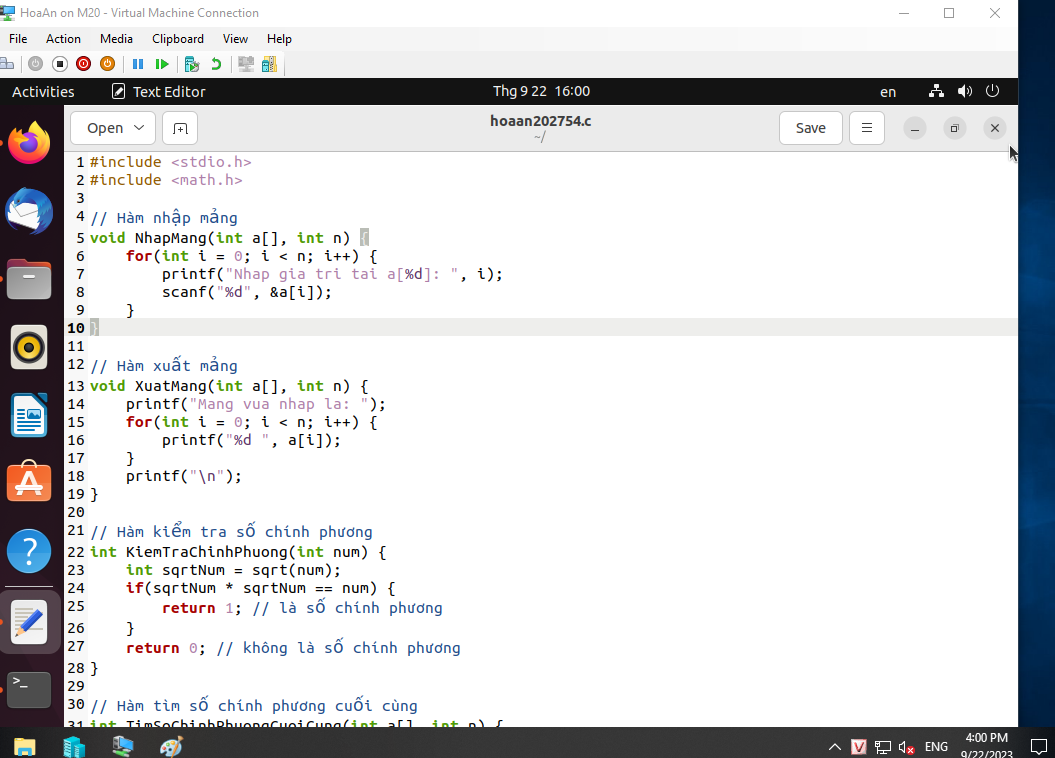 HoaAn on M20 - Virtual Machine Connection
File Action Media Clipboard View Help
Activities Text Editor Thg 9 22 16:00 en
Open hoaan202754.c Save
~/
1 #include <stdio.h>
2 #include <math.h>
3
4 // Hàm nhập mảng
5 void NhapMang(int a[], int n) {
6 for(int i = 0; i < n; i++) {
7 printf("Nhap gia tri tai a[%d]: ", i);
8 scanf("%d", &a[i]);
9 }
10 }
11
12 // Hàm xuất mảng
13 void XuatMang(int a[], int n) {
14 printf("Mang vua nhap la: ");
15 for(int i = 0; i < n; i++) {
16 printf("%d ", a[i]);
17 }
18 printf("\n");
19 }
20
21 // Hàm kiểm tra số chính phương
22 int KiemTraChinhPhuong(int num) {
23 int sqrtNum = sqrt(num);
24 if(sqrtNum * sqrtNum == num) {
25 return 1; // là số chính phương
26 }
27 return 0; // không là số chính phương
28 }
29
30 // Hàm tìm số chính phương cuối cùng
31 int TimSoChinhPhuongCuoiCung(int a[], int n) {
ENG 4:00 PM
9/22/2023